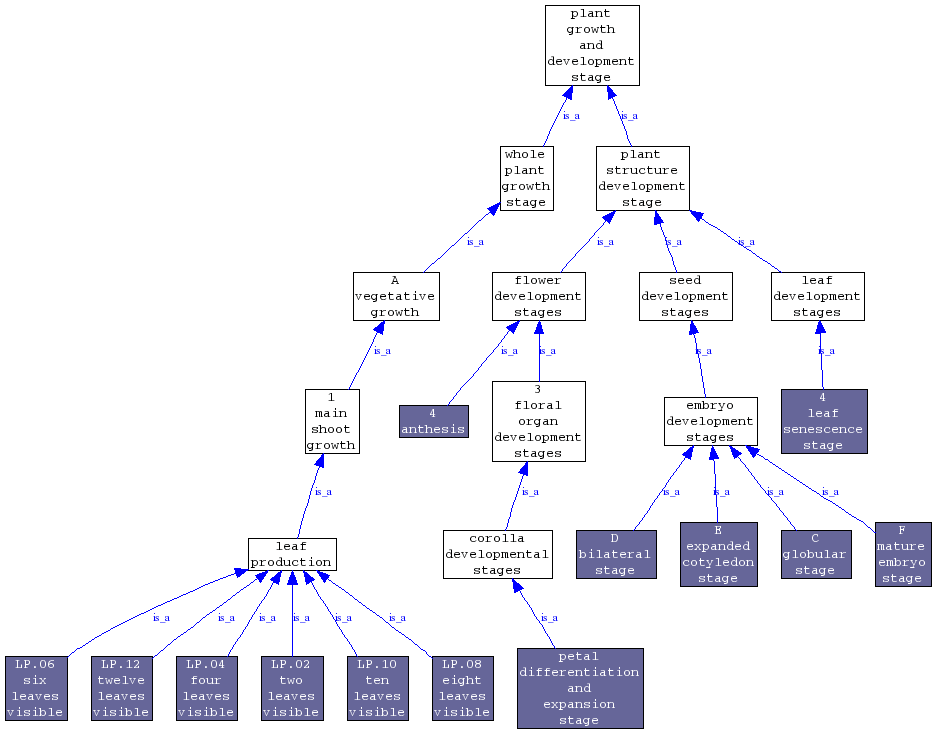 plant
growth
and
development
stage
is_a
is_a
whole
plant
growth
stage
plant
structure
development
stage
is_a
is_a
is_a
is_a
A
vegetative
growth
flower
development
stages
seed
development
stages
leaf
development
stages
is_a
is_a
is_a
is_a
is_a
1
main
shoot
growth
4
anthesis
3
floral
organ
development
stages
embryo
development
stages
4
leaf
senescence
stage
is_a
is_a
is_a
is_a
is_a
is_a
leaf
production
corolla
developmental
stages
D
bilateral
stage
E
expanded
cotyledon
stage
C
globular
stage
F
mature
embryo
stage
is_a
is_a
is_a
is_a
is_a
is_a
is_a
LP.06
six
leaves
visible
LP.12
twelve
leaves
visible
LP.04
four
leaves
visible
LP.02
two
leaves
visible
LP.10
ten
leaves
visible
LP.08
eight
leaves
visible
petal
differentiation
and
expansion
stage